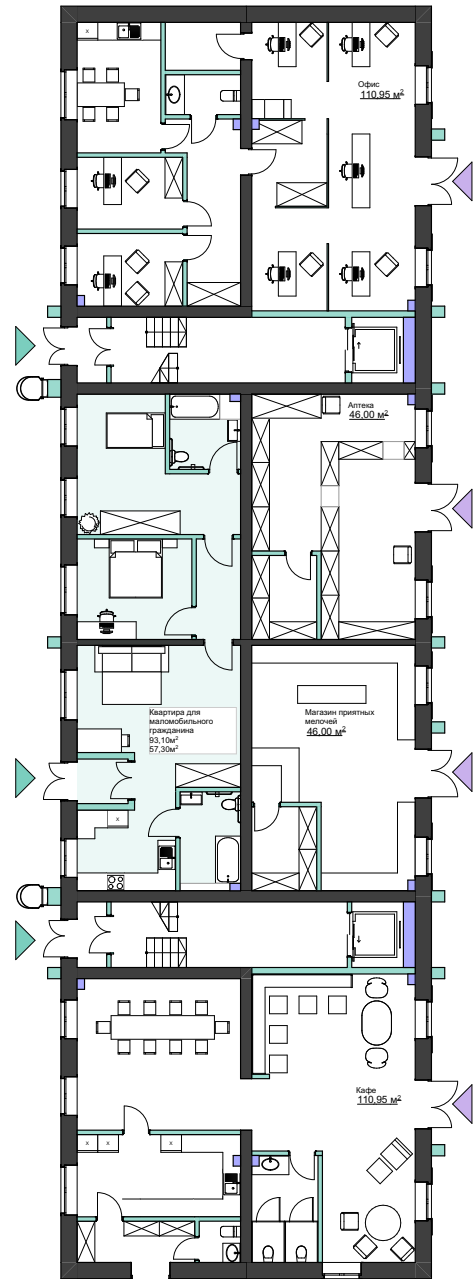 x
Офис
110,95 м²
Аптека
46,00 м²
Квартира для
маломобильного
гражданина
93,10м²
57,30м²
Магазин приятных
мелочей
46,00 м²
x
Кафе
110,95 м²
x
x
x